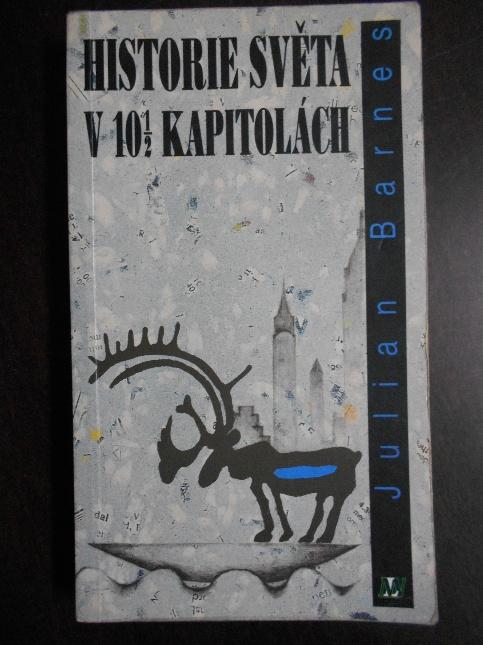 HISTORIE SVĚTA
V 10½ KAPITOLÁCH
Julian Barnes